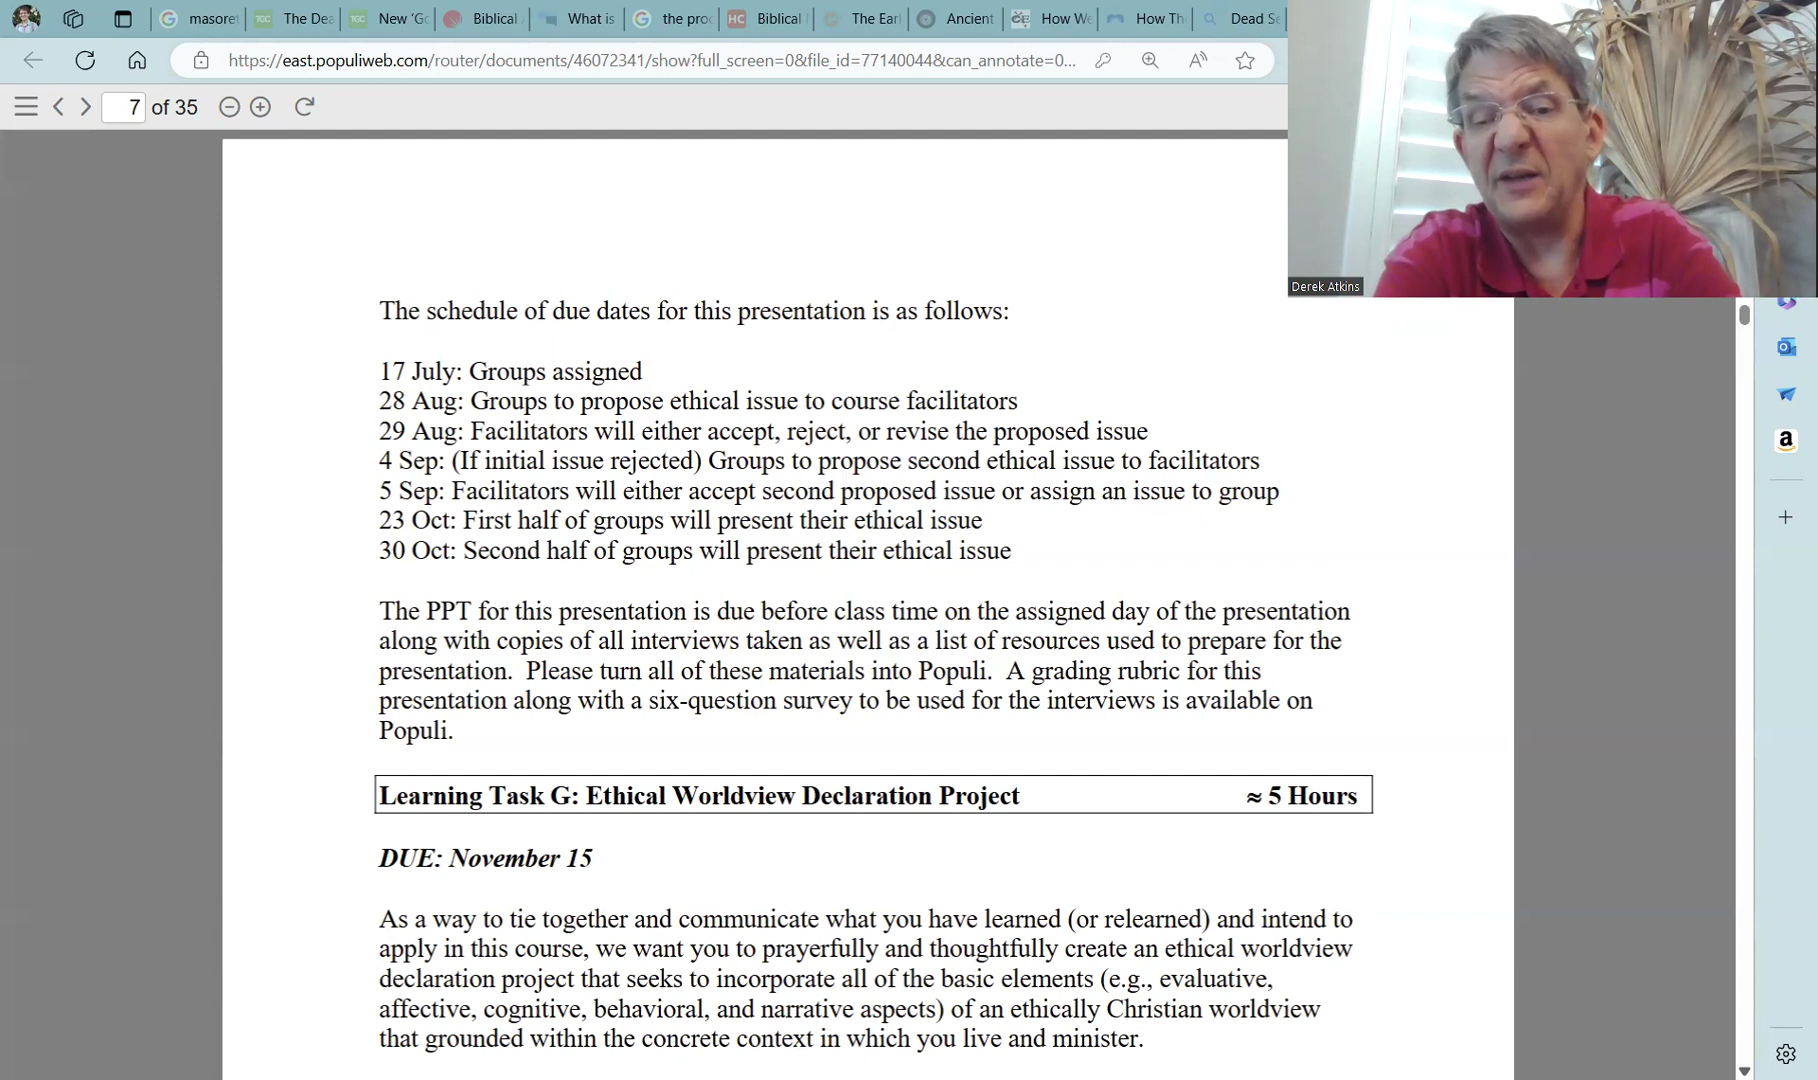 masoret
The Dea
New 'Go
Biblical
What is
the proc
Biblical
The Earl
Ancient
How We
How Th
Dead Se
https://east.populiweb.com/router/documents/46072341/show?full_screen=0&file_id=77140044&can_annotate=0...
7 of 35
Derek Atkins
The schedule of due dates for this presentation is as follows:
17 July: Groups assigned
28 Aug: Groups to propose ethical issue to course facilitators
29 Aug: Facilitators will either accept, reject, or revise the proposed issue
4 Sep: (If initial issue rejected) Groups to propose second ethical issue to facilitators
5 Sep: Facilitators will either accept second proposed issue or assign an issue to group
23 Oct: First half of groups will present their ethical issue
30 Oct: Second half of groups will present their ethical issue
The PPT for this presentation is due before class time on the assigned day of the presentation
along with copies of all interviews taken as well as a list of resources used to prepare for the
presentation. Please turn all of these materials into Populi. A grading rubric for this
presentation along with a six-question survey to be used for the interviews is available on
Populi.
Learning Task G: Ethical Worldview Declaration Project ≈ 5 Hours
DUE: November 15
As a way to tie together and communicate what you have learned (or relearned) and intend to
apply in this course, we want you to prayerfully and thoughtfully create an ethical worldview
declaration project that seeks to incorporate all of the basic elements (e.g., evaluative,
affective, cognitive, behavioral, and narrative aspects) of an ethically Christian worldview
that grounded within the concrete context in which you live and minister.